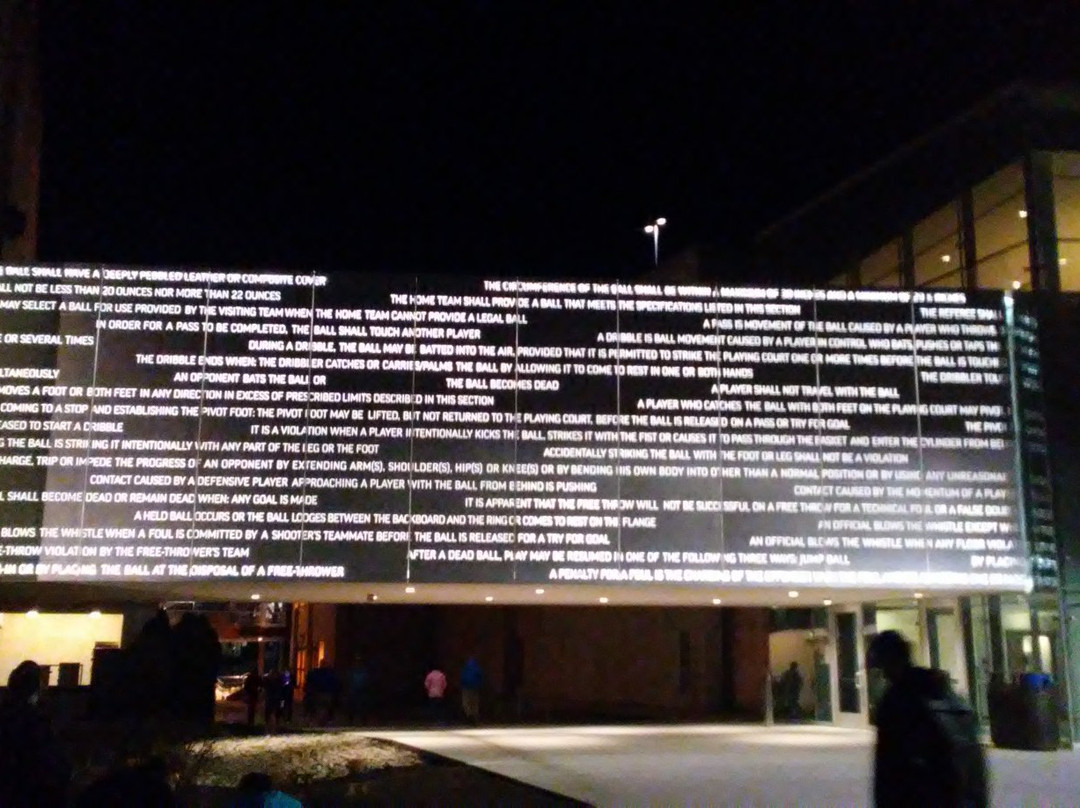 BALL SHALL HAVE A DEEPLY PEBBLED LEATHER OR COMPOSITE COVER
THE CIRCUMFERENCE OF THE BALL SHALL BE WITHIN A MAXIMUM OF 30 INCHES AND A MINIMUM OF 29 ½ INCHES
NOT BE LESS THAN 20 OUNCES NOR MORE THAN 22 OUNCES
THE HOME TEAM SHALL PROVIDE A BALL THAT MEETS THE SPECIFICATIONS LISTED IN THIS SECTION
THE REFEREE
MAY SELECT A BALL FOR USE PROVIDED BY THE VISITING TEAM WHEN THE HOME TEAM CANNOT PROVIDE A LEGAL BALL
A PASS IS MOVEMENT OF THE BALL CAUSED BY A PLAYER WHO THROWS
IN ORDER FOR A PASS TO BE COMPLETED, THE BALL SHALL TOUCH ANOTHER PLAYER
A DRIBBLE IS BALL MOVEMENT CAUSED BY A PLAYER IN CONTROL WHO BATS, PUSHES OR TAPS
OR SEVERAL TIMES
DURING A DRIBBLE, THE BALL MAY BE BATTED INTO THE AIR, PROVIDED THAT IT IS PERMITTED TO STRIKE THE PLAYING COURT ONE OR MORE TIMES BEFORE THE BALL IS
THE DRIBBLE ENDS WHEN: THE DRIBBLER CATCHES OR CARRIES/PALMS THE BALL BY ALLOWING IT TO COME TO REST IN ONE OR BOTH HANDS
THE DRIBBLER
LTANEOUSLY
AN OPPONENT BATS THE BALL OR
THE BALL BECOMES DEAD
A PLAYER SHALL NOT TRAVEL WITH THE BALL
MOVES A FOOT OR BOTH FEET IN ANY DIRECTION IN EXCESS OF PRESCRIBED LIMITS DESCRIBED IN THIS SECTION
A PLAYER WHO CATCHES THE BALL WITH BOTH FEET ON THE PLAYING COURT MAY
COMING TO A STOP AND ESTABLISHING THE PIVOT FOOT: THE PIVOT FOOT MAY BE LIFTED, BUT NOT RETURNED TO THE PLAYING COURT, BEFORE THE BALL IS RELEASED ON A PASS OR TRY FOR GOAL
THE
EASED TO START A DRIBBLE
IT IS A VIOLATION WHEN A PLAYER INTENTIONALLY KICKS THE BALL, STRIKES IT WITH THE FIST OR CAUSES IT TO PASS THROUGH THE BASKET AND ENTER THE CYLINDER FROM
THE BALL IS STRIKING IT INTENTIONALLY WITH ANY PART OF THE LEG OR THE FOOT
ACCIDENTALLY STRIKING THE BALL WITH THE FOOT OR LEG SHALL NOT BE A VIOLATION
HARGE, TRIP OR IMPEDE THE PROGRESS OF AN OPPONENT BY EXTENDING ARM(S), SHOULDER(S), HIP(S) OR KNEE(S) OR BY BENDING HIS OWN BODY INTO OTHER THAN A NORMAL POSITION OR BY USING ANY
CONTACT CAUSED BY A DEFENSIVE PLAYER APPROACHING A PLAYER WITH THE BALL FROM BEHIND IS PUSHING
CONTACT CAUSED BY THE MOMENTUM OF A
L SHALL BECOME DEAD OR REMAIN DEAD WHEN: ANY GOAL IS MADE
IT IS APPARENT THAT THE FREE THROW WILL NOT BE SUCCESSFUL ON A FREE THROW FOR A TECHNICAL FOUL OR A FALSE
A HELD BALL OCCURS OR THE BALL LODGES BETWEEN THE BACKBOARD AND THE RING OR COMES TO REST ON THE FLANGE
AN OFFICIAL BLOWS THE WHISTLE EXCEPT
BLOWS THE WHISTLE WHEN A FOUL IS COMMITTED BY A SHOOTER'S TEAMMATE BEFORE THE BALL IS RELEASED FOR A TRY FOR GOAL
AN OFFICIAL BLOWS THE WHISTLE WHEN ANY FLOOR
E-THROW VIOLATION BY THE FREE-THROWER'S TEAM
AFTER A DEAD BALL, PLAY MAY BE RESUMED IN ONE OF THE FOLLOWING THREE WAYS: JUMP BALL
BY
-IN OR BY PLACING THE BALL AT THE DISPOSAL OF A FREE-THROWER
A PENALTY FOR A FOUL IS THE CHARGING OF THE